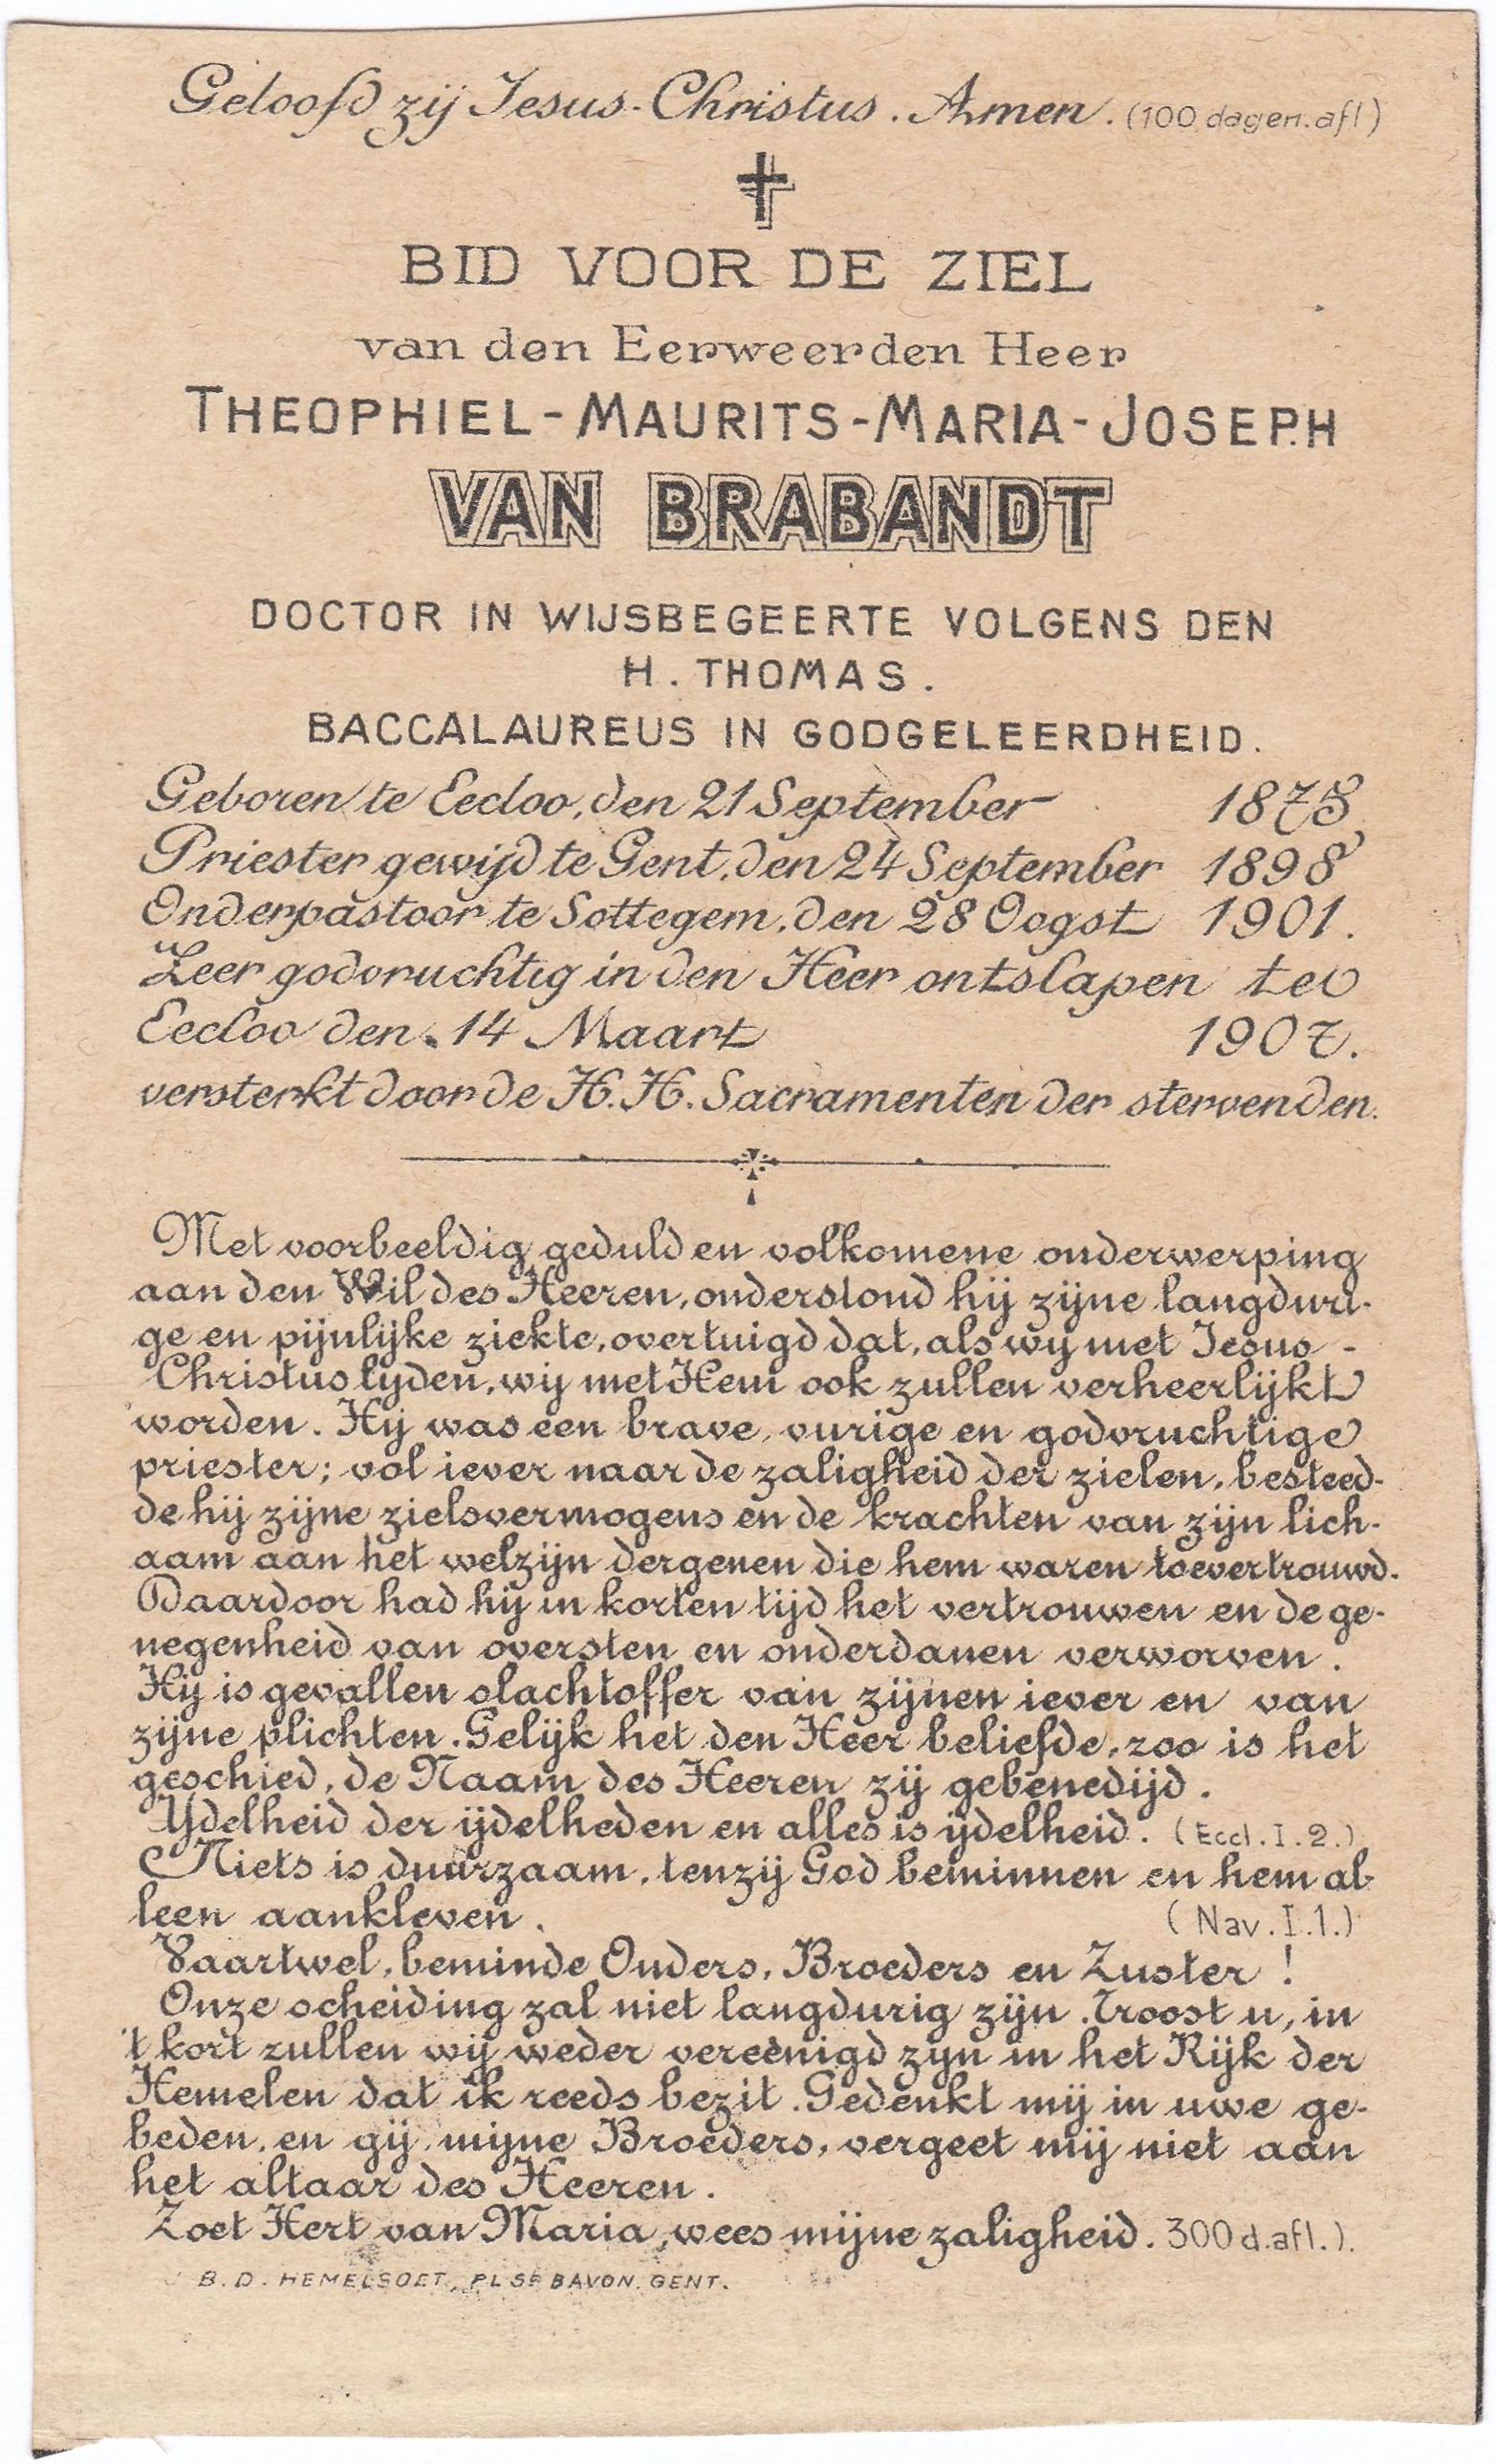 Geloofd zij Jesus-Christus. Amen. (100 dagen.afl)
BID VOOR DE ZIEL
van den Eerweerden Heer
THEOPHIEL-MAURITS-MARIA-JOSEPH
VAN BRABANDT
DOCTOR IN WIJSBEGEERTE VOLGENS DEN
H. THOMAS.
BACCALAUREUS IN GODGELEERDHEID.
Geboren te Eecloo, den 21 September
Priester gewijd te Gent, den 24 September 1898
Onderpastoor te Sottegem, den 28 Oogst 1901.
Zeer godvruchtig in den Heer ontslapen te
Eecloo den. 14 Maart 1907.
versterkt door de H.H. Sacramenten der stervenden.
Met voorbeeldig geduld en volkomene onderwerping
aan den Wil des Heeren, onderstond hij zijne langduri-
ge en pijnlijke ziekte, overtuigd dat, als wij met Jesus -
Christus lijden, wij met Hem ook zullen verheerlijkt
worden. Hij was een brave, vurige en godvruchtige
priester; vol iever naar de zaligheid der zielen, besteed-
de hij zijne zielsvermogens en de krachten van zijn lich-
aam aan het welzijn dergenen die hem waren toevertrouwd.
Daardoor had hij in korten tijd het vertrouwen en de ge-
negenheid van oversten en onderdanen verworven.
Hij is gevallen slachtoffer van zijnen iever en van
zijne plichten. Gelijk het den Heer beliefde, zoo is het
geschied, de Naam des Heeren zij gebenedijd.
Ydelheid der ijdelheden en alles is ijdelheid. (Eccl. I. 2.)
Niets is duurzaam, tenzij God beminnen en hem al-
leen aankleven. (Nav. I. 1.)
Vaartwel, beminde Ouders, Broeders en Zuster !
Onze scheiding zal niet langdurig zijn. Troost u, in
't kort zullen wij weder vereenigd zijn in het Rijk der
Hemelen dat ik reeds bezit. Gedenkt mij in uwe ge-
beden, en gij, mijne Broeders, vergeet mij niet aan
het altaar des Heeren.
Zoet Hert van Maria, wees mijne zaligheid. 300 d.afl.).
B.D. HEMELSOET, PL St BAVON. GENT.